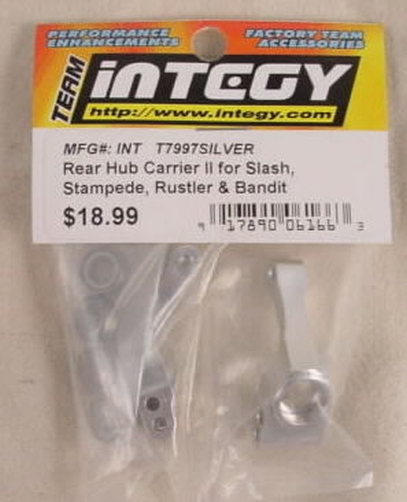 PERFORMANCE ENHANCEMENTS
FACTORY TEAM ACCESSORIES
TEAM
iNTEGY
http://www.integy.com
MFG#: INT T7997SILVER
Rear Hub Carrier II for Slash,
Stampede, Rustler & Bandit
$18.99
9 17890 06166 3